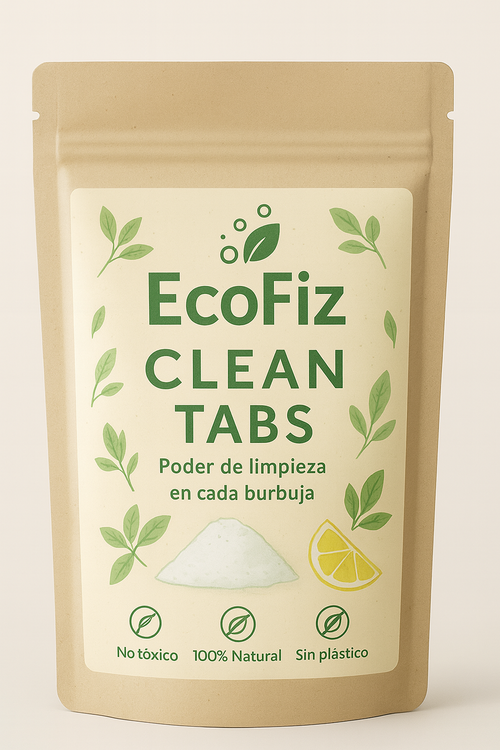 EcoFiz
CLEAN
TABS
Poder de limpieza
en cada burbuja
No tóxico
100% Natural
Sin plástico